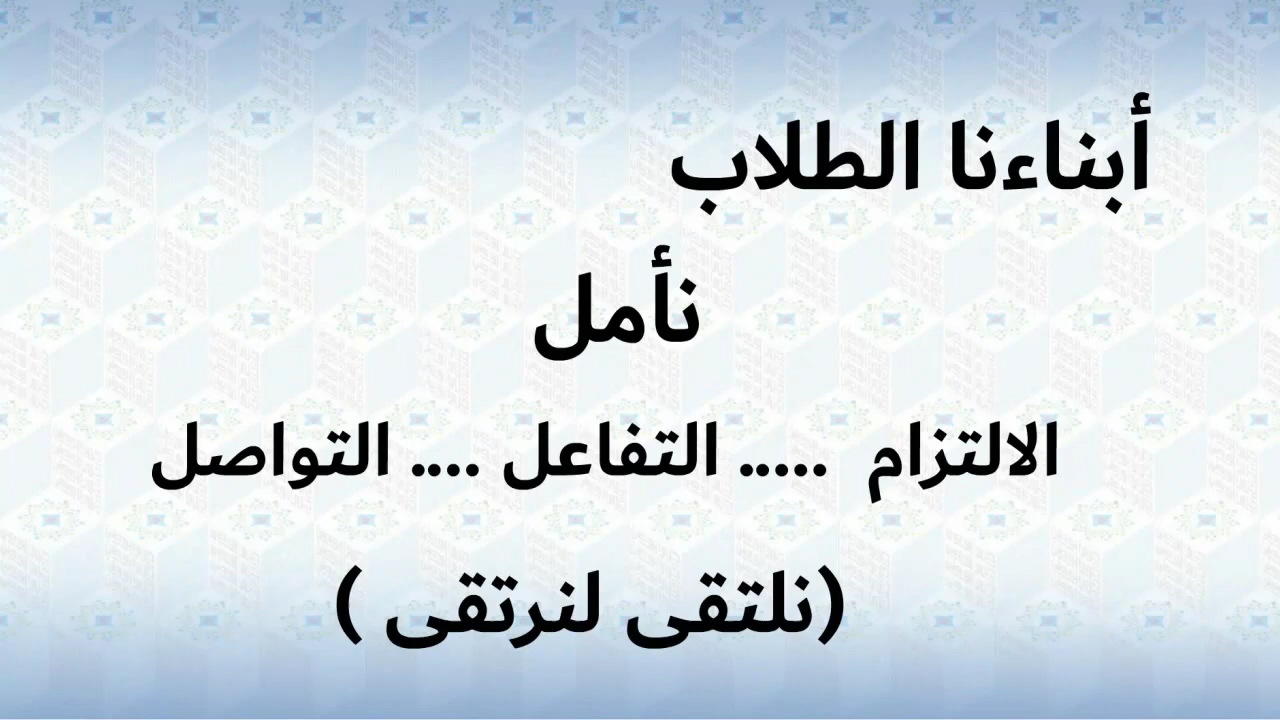 أبناءنا الطلاب
نأمل
الالتزام ..... التفاعل .... التواصل
(نلتقى لنرتقى )